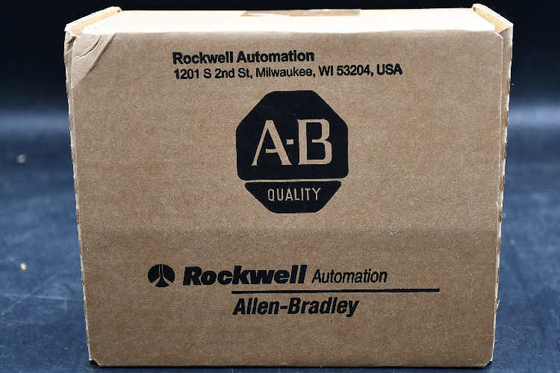 Rockwell Automation
1201 S 2nd St, Milwaukee, WI 53204, USA
A-B
QUALITY
Rockwell Automation
Allen-Bradley